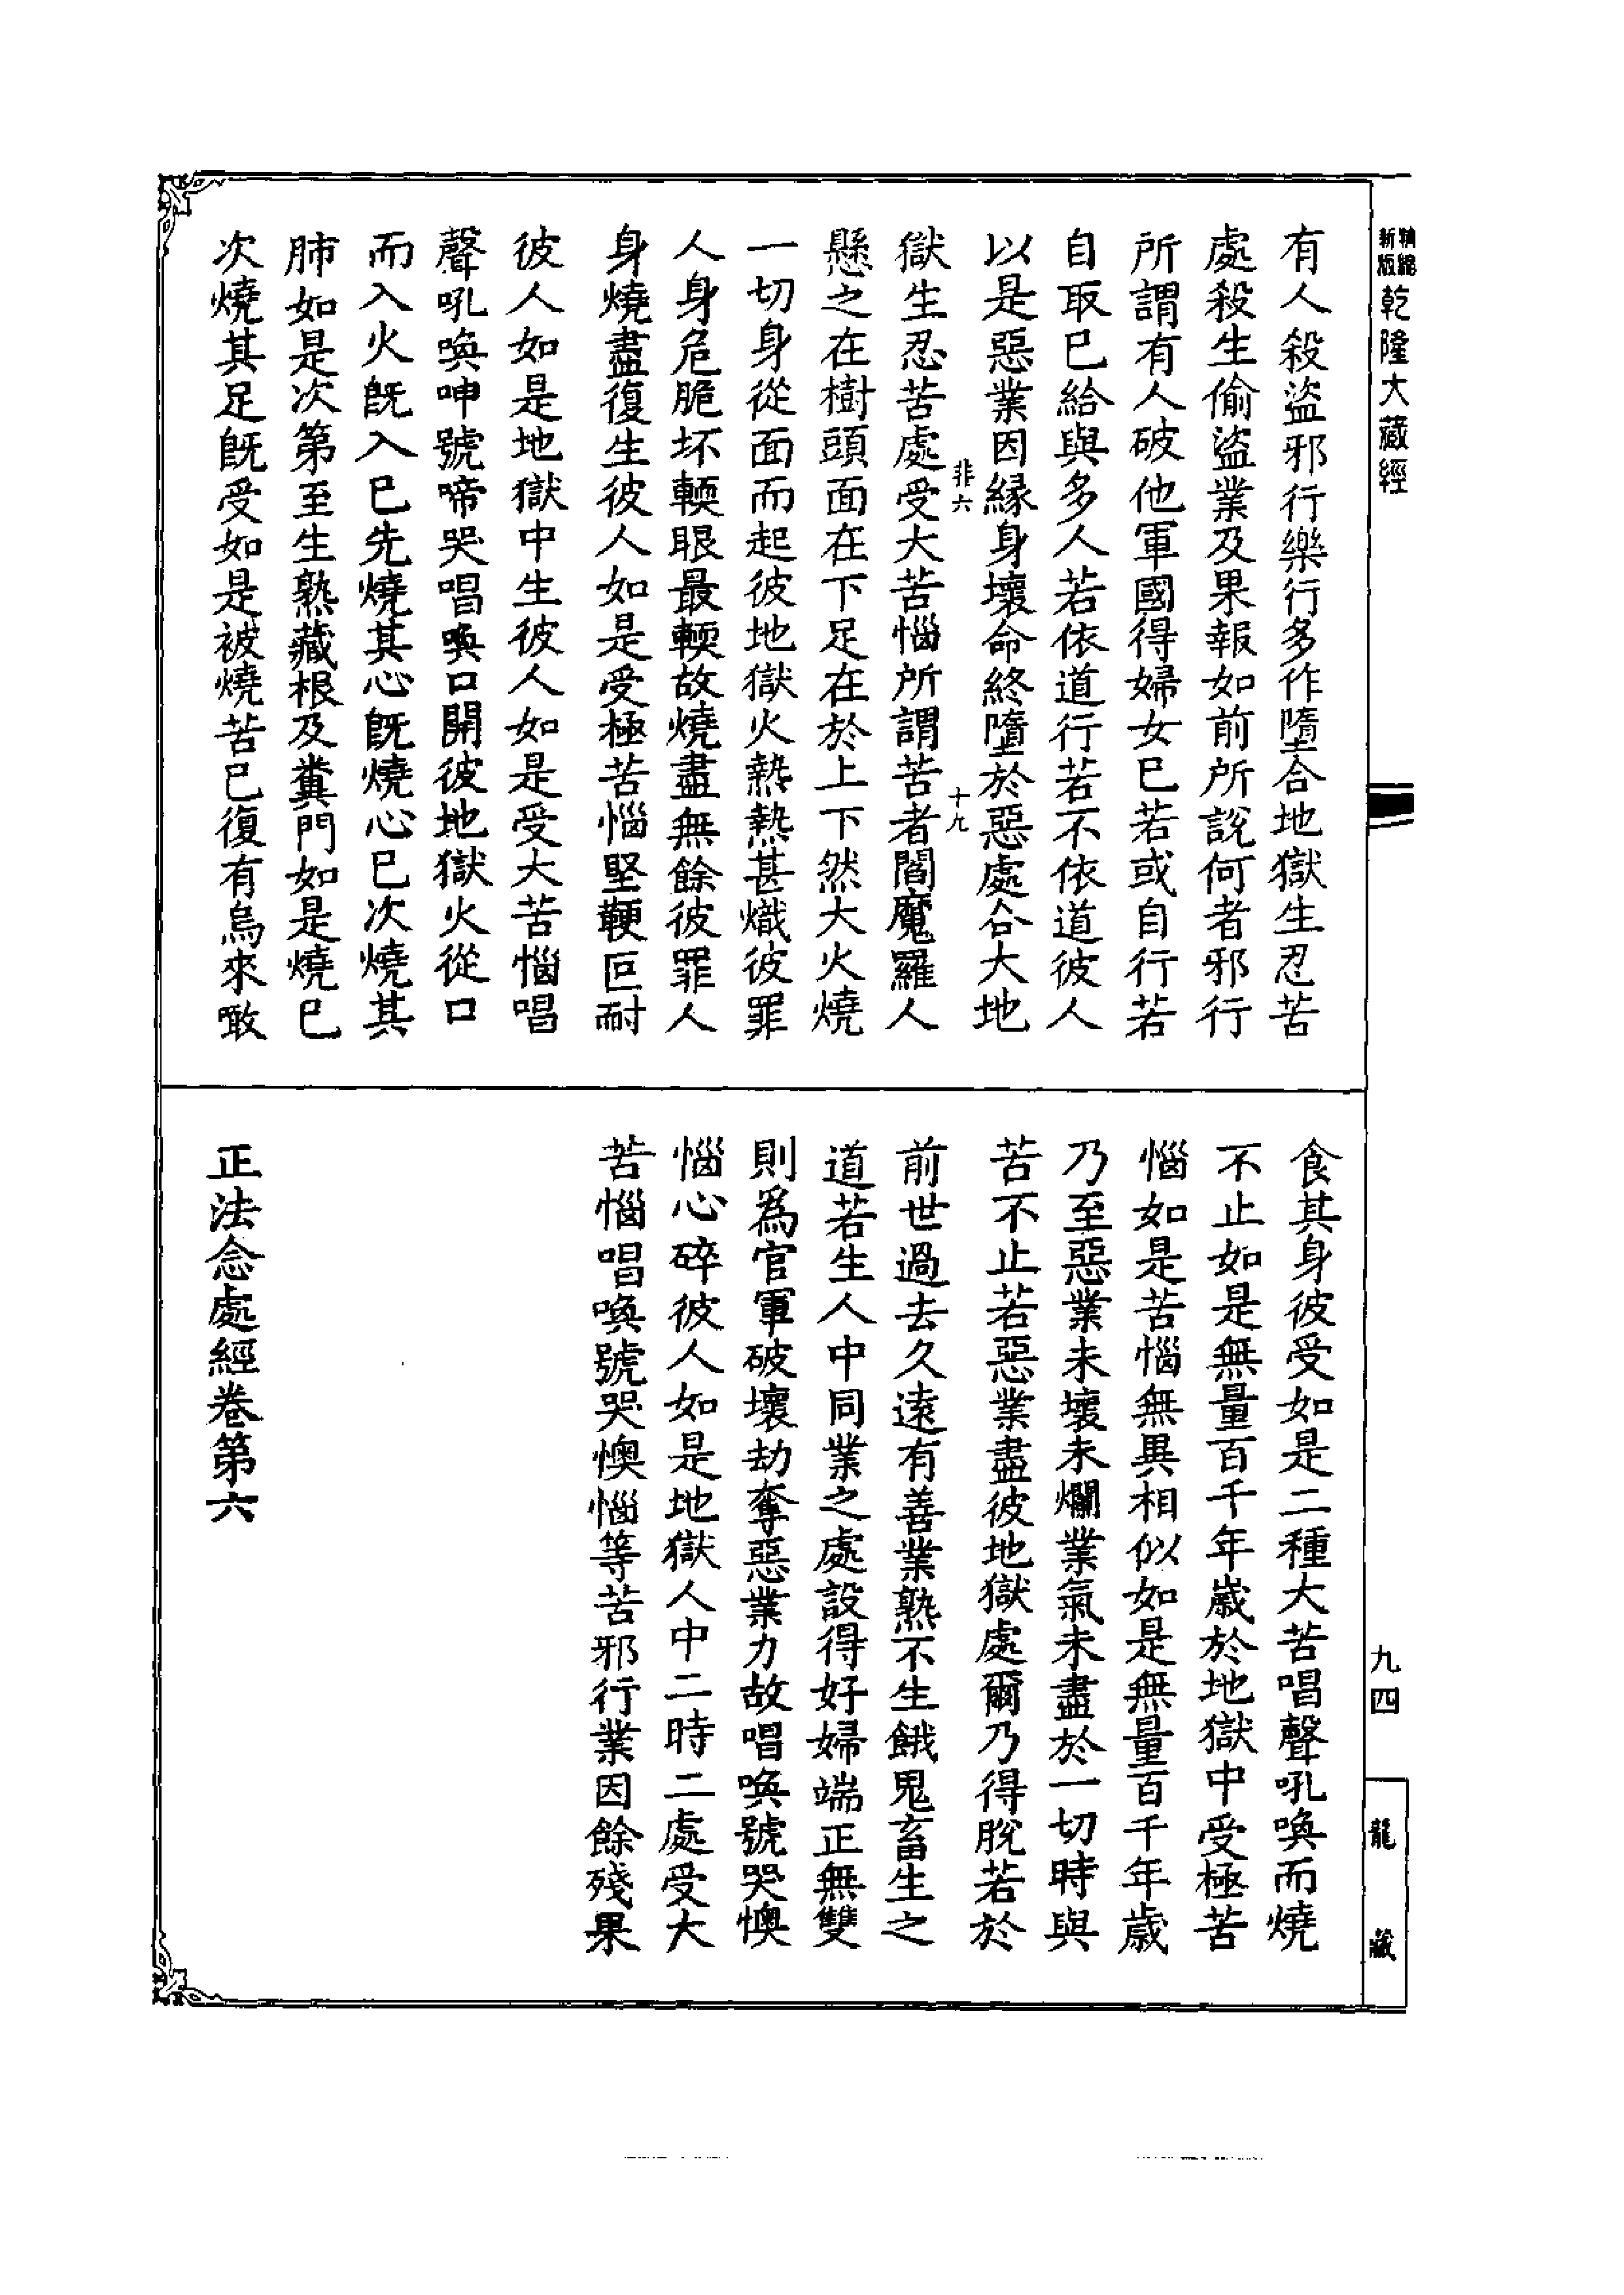 新版
精縮
乾隆大藏經
有人殺盜邪行樂行多作墮合地獄生忍苦
處殺生偷盜業及果報如前所說何者邪行
所謂有人破他軍國得婦女已若或自行若
自取已給與多人若依道行若不依道彼人
以是惡業因緣身壞命終墮於惡處合大地
非六
十九
獄生忍苦處受大苦惱所謂苦者閻魔羅人
懸之在樹頭面在下足在於上下然大火燒
一切身從面而起彼地獄火熱熱甚熾彼罪
人身危脆坏輭眼最輭故燒盡無餘彼罪人
身燒盡復生彼人如是受極苦惱堅鞕叵耐
彼人如是地獄中生彼人如是受大苦惱唱
聲吼喚呻號啼哭唱喚口開彼地獄火從口
而入火既入已先燒其心既燒心已次燒其
肺如是次第至生熟藏根及糞門如是燒已
次燒其足既受如是被燒苦已復有烏來噉
食其身彼受如是二種大苦唱聲吼喚而燒
不止如是無量百千年歲於地獄中受極苦
惱如是苦惱無異相似如是無量百千年歲
乃至惡業未壞未爛業氣未盡於一切時與
苦不止若惡業盡彼地獄處爾乃得脫若於
前世過去久遠有善業熟不生餓鬼畜生之
道若生人中同業之處設得好婦端正無雙
則為官軍破壞劫奪惡業力故唱喚號哭懊
惱心碎彼人如是地獄人中二時二處受大
苦惱唱喚號哭懊惱等苦邪行業因餘殘果
正法念處經卷第六
九四
龍藏